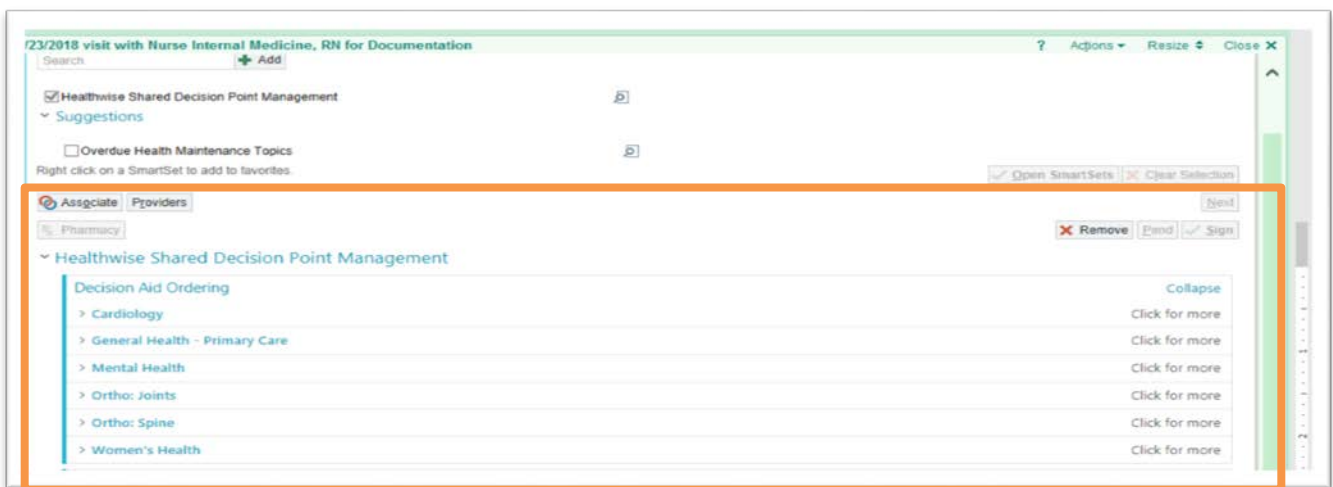 /23/2018 visit with Nurse Internal Medicine, RN for Documentation ? Actions Resize Close X
Search Add
Healthwise Shared Decision Point Management
Suggestions
Overdue Health Maintenance Topics
Right click on a SmartSet to add to favorites.
Open SmartSets Clear Selection
Associate Providers Next
Pharmacy Remove Pend Sign
Healthwise Shared Decision Point Management
Decision Aid Ordering Collapse
> Cardiology Click for more
> General Health - Primary Care Click for more
> Mental Health Click for more
> Ortho: Joints Click for more
> Ortho: Spine Click for more
> Women's Health Click for more
1
2